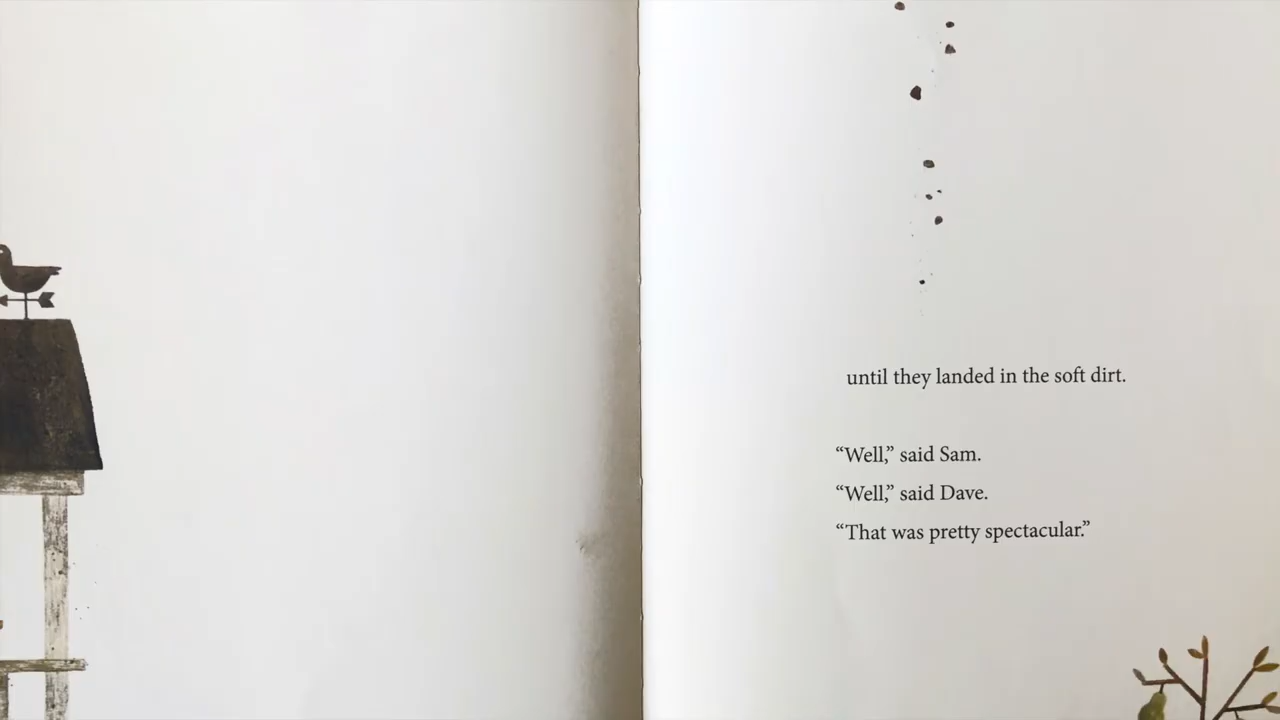 until they landed in the soft dirt.
“Well,” said Sam.
“Well,” said Dave.
“That was pretty spectacular.”